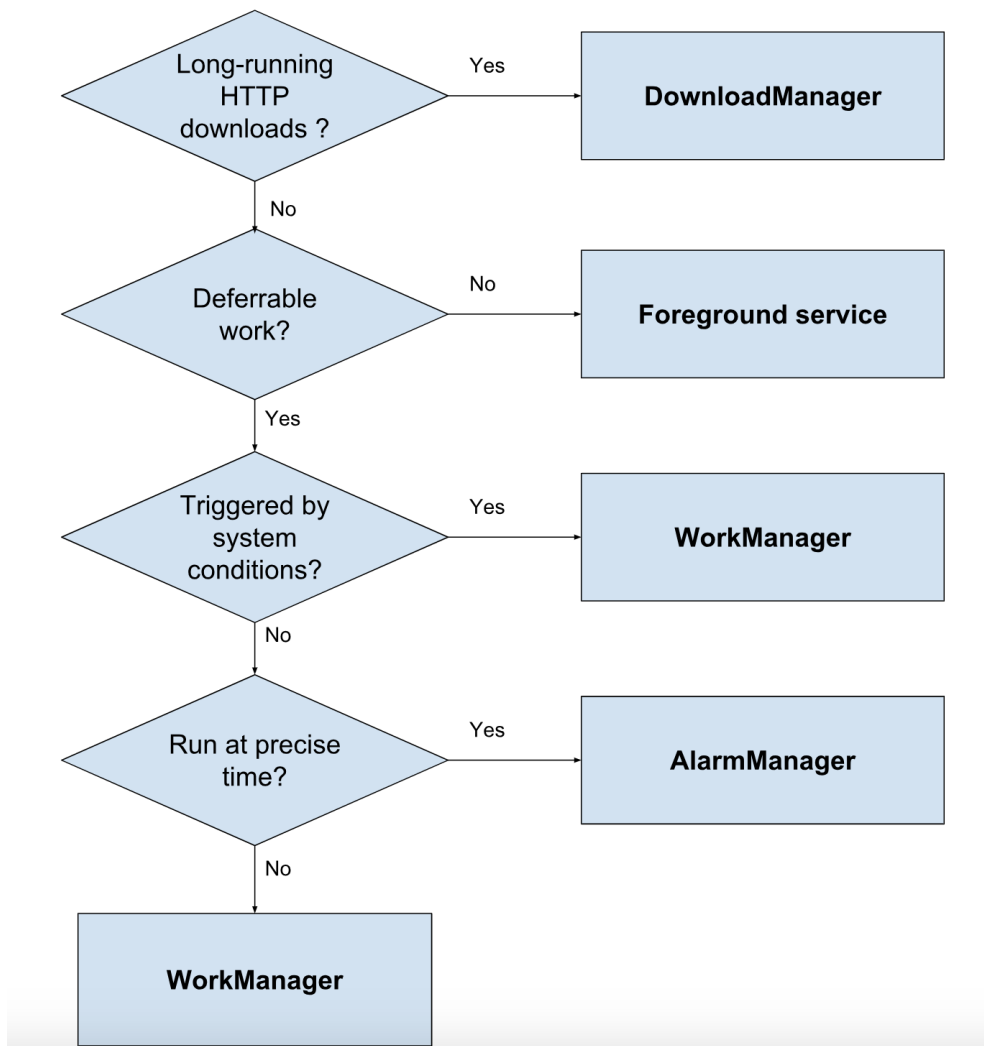 Long-running
HTTP
downloads ?
Yes
DownloadManager
No
Deferrable
work?
No
Foreground service
Yes
Triggered by
system
conditions?
Yes
WorkManager
No
Run at precise
time?
Yes
AlarmManager
No
WorkManager